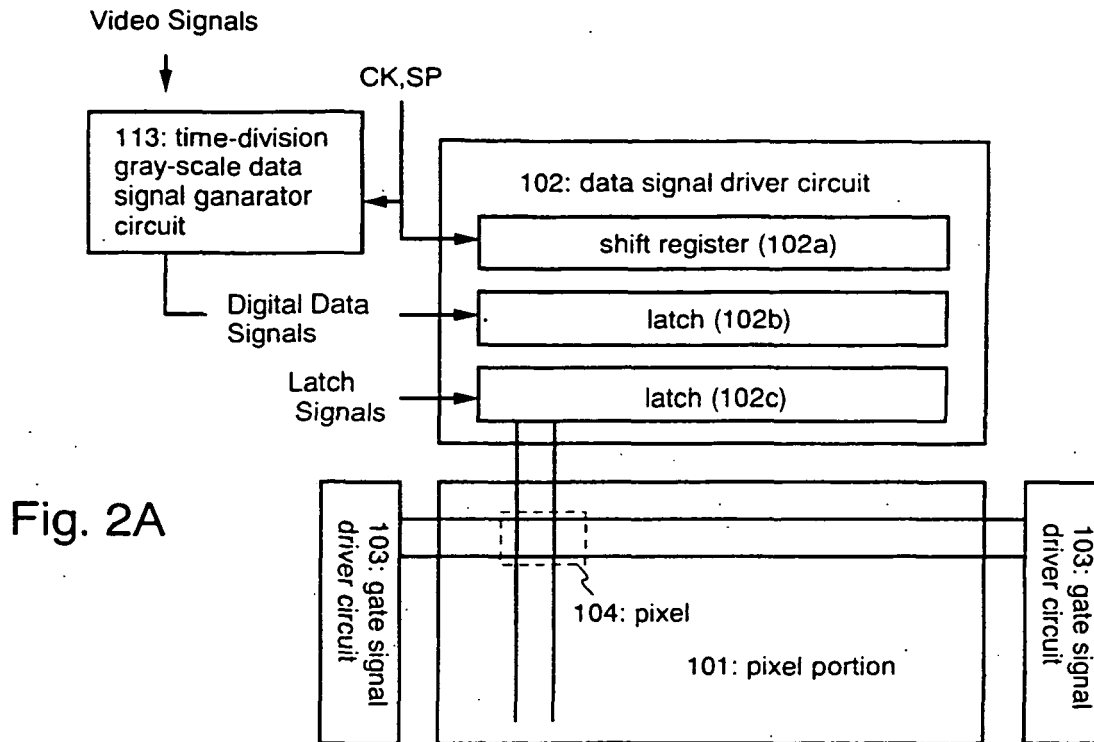 Video Signals
CK,SP
113: time-division
gray-scale data
signal ganarator
circuit
102: data signal driver circuit
shift register (102a)
Digital Data
Signals
latch (102b)
Latch
Signals
latch (102c)
Fig. 2A
103: gate signal
driver circuit
104: pixel
101: pixel portion
103: gate signal
driver circuit